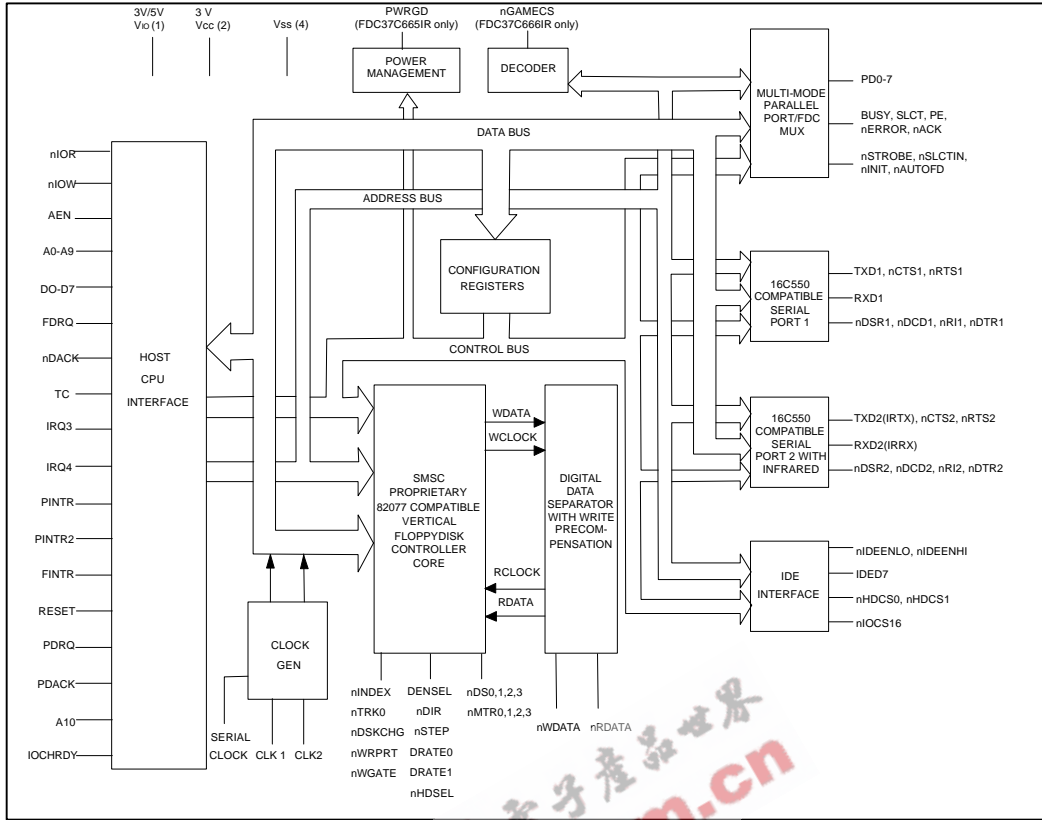 3V/5V
VIO (1)
3 V
Vcc (2)
Vss (4)
PWRGD
(FDC37C665IR only)
nGAMECS
(FDC37C666IR only)
POWER
MANAGEMENT
DECODER
MULTI-MODE
PARALLEL
PORT/FDC
MUX
PD0-7
BUSY, SLCT, PE,
nERROR, nACK
nSTROBE, nSLCTIN,
nINIT, nAUTOFD
DATA BUS
ADDRESS BUS
CONFIGURATION
REGISTERS
CONTROL BUS
nIOR
nIOW
AEN
A0-A9
DO-D7
FDRQ
nDACK
TC
IRQ3
IRQ4
PINTR
PINTR2
FINTR
RESET
PDRQ
PDACK
A10
IOCHRDY
HOST
CPU
INTERFACE
16C550
COMPATIBLE
SERIAL
PORT 1
TXD1, nCTS1, nRTS1
RXD1
nDSR1, nDCD1, nRI1, nDTR1
16C550
COMPATIBLE
SERIAL
PORT 2 WITH
INFRARED
TXD2(IRTX), nCTS2, nRTS2
RXD2(IRRX)
nDSR2, nDCD2, nRI2, nDTR2
SMSC
PROPRIETARY
82077 COMPATIBLE
VERTICAL
FLOPPYDISK
CONTROLLER
CORE
WDATA
WCLOCK
RCLOCK
RDATA
DIGITAL
DATA
SEPARATOR
WITH WRITE
PRECOM-
PENSATION
IDE
INTERFACE
nIDEENLO, nIDEENHI
IDED7
nHDCS0, nHDCS1
nIOCS16
CLOCK
GEN
SERIAL
CLOCK
CLK 1
CLK2
nINDEX
nTRK0
nDSKCHG
nWRPRT
nWGATE
DENSEL
nDIR
nSTEP
DRATE0
DRATE1
nHDSEL
nDS0,1,2,3
nMTR0,1,2,3
nWDATA
nRDATA
子產品世界
m.cn